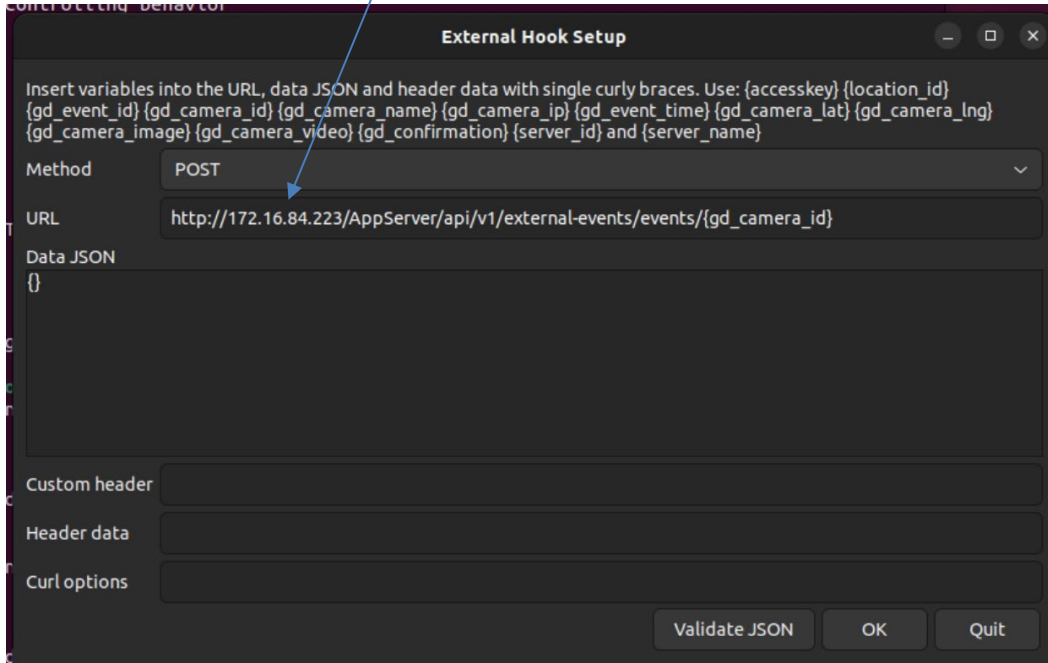 controlling behavior
External Hook Setup
Insert variables into the URL, data JSON and header data with single curly braces. Use: {accesskey} {location_id}
{gd_event_id} {gd_camera_id} {gd_camera_name} {gd_camera_ip} {gd_event_time} {gd_camera_lat} {gd_camera_lng}
{gd_camera_image} {gd_camera_video} {gd_confirmation} {server_id} and {server_name}
Method POST
URL http://172.16.84.223/AppServer/api/v1/external-events/events/{gd_camera_id}
Data JSON
{}
Custom header
Header data
Curl options
Validate JSON OK Quit